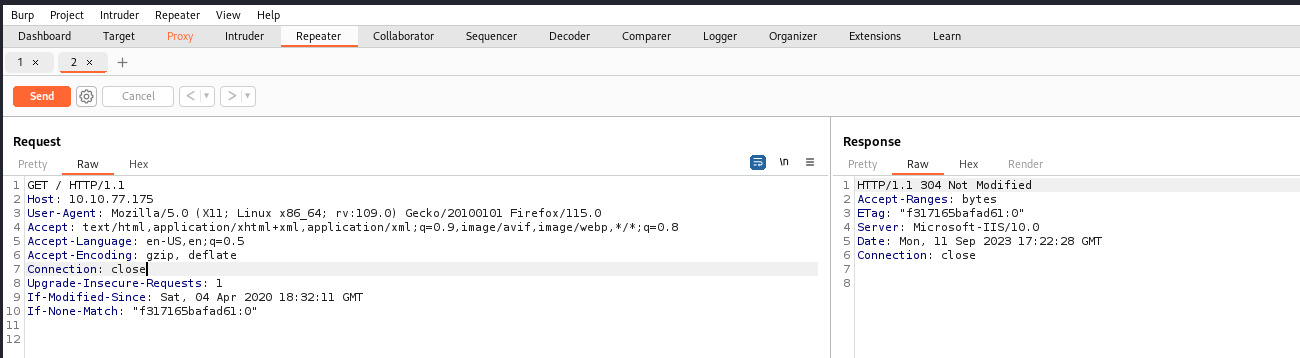 Burp Project Intruder Repeater View Help
Dashboard Target Proxy Intruder Repeater Collaborator Sequencer Decoder Comparer Logger Organizer Extensions Learn
1 × 2 × +
Send Cancel < ▾ > ▾
Request
Pretty Raw Hex \n ≡
1 GET / HTTP/1.1
2 Host: 10.10.77.175
3 User-Agent: Mozilla/5.0 (X11; Linux x86_64; rv:109.0) Gecko/20100101 Firefox/115.0
4 Accept: text/html,application/xhtml+xml,application/xml;q=0.9,image/avif,image/webp,*/*;q=0.8
5 Accept-Language: en-US,en;q=0.5
6 Accept-Encoding: gzip, deflate
7 Connection: close
8 Upgrade-Insecure-Requests: 1
9 If-Modified-Since: Sat, 04 Apr 2020 18:32:11 GMT
10 If-None-Match: "f317165bafad61:0"
11
12
Response
Pretty Raw Hex Render
1 HTTP/1.1 304 Not Modified
2 Accept-Ranges: bytes
3 ETag: "f317165bafad61:0"
4 Server: Microsoft-IIS/10.0
5 Date: Mon, 11 Sep 2023 17:22:28 GMT
6 Connection: close
7
8